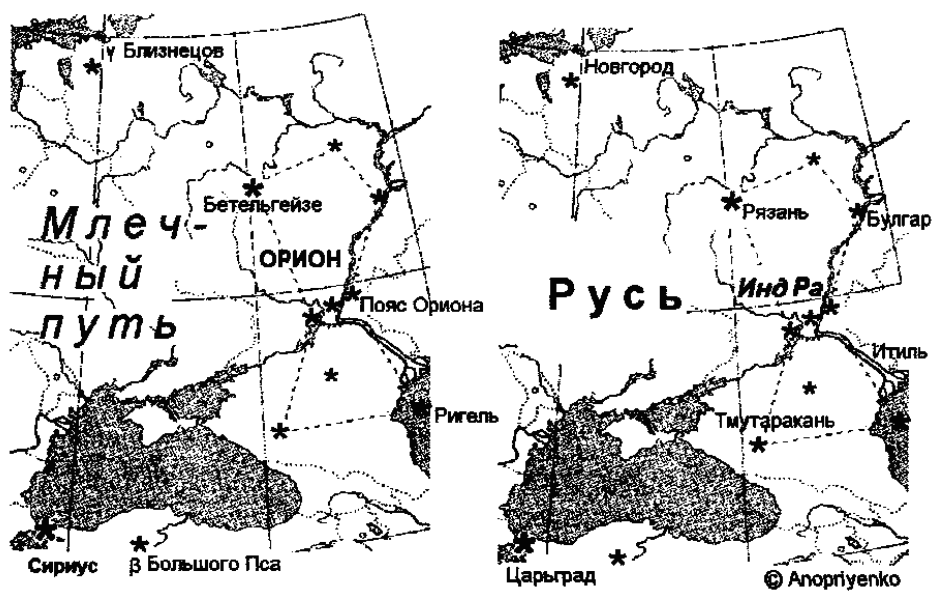 γ Близнецов
Бетельгейзе
Млеч-
ный
путь
ОРИОН
Пояс Ориона
Ригель
Сириус
β Большого Пса
Новгород
Рязань
Булгар
Русь
Инд Ра
Итиль
Тмутаракань
Царьград
© Anopriyenko